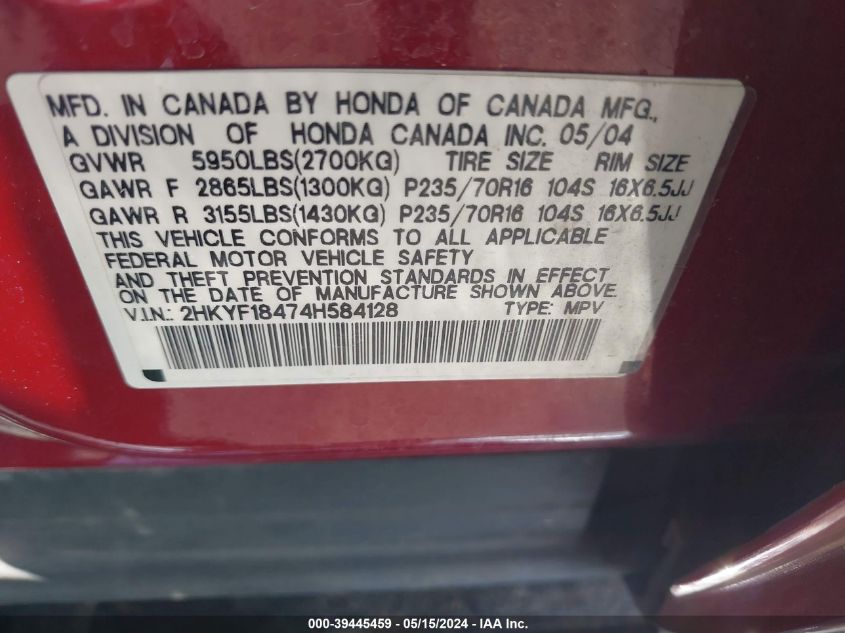 MFD. IN CANADA BY HONDA OF CANADA MFG.,
A DIVISION OF HONDA CANADA INC. 05/04
GVWR 5950LBS(2700KG) TIRE SIZE RIM SIZE
GAWR F 2865LBS(1300KG) P235/70R16 104S 16X6.5JJ
GAWR R 3155LBS(1430KG) P235/70R16 104S 16X6.5JJ
THIS VEHICLE CONFORMS TO ALL APPLICABLE
FEDERAL MOTOR VEHICLE SAFETY
AND THEFT PREVENTION STANDARDS IN EFFECT
ON THE DATE OF MANUFACTURE SHOWN ABOVE.
V.I.N.: 2HKYF18474H584128 TYPE: MPV
000-39445459 - 05/15/2024 - IAA Inc.